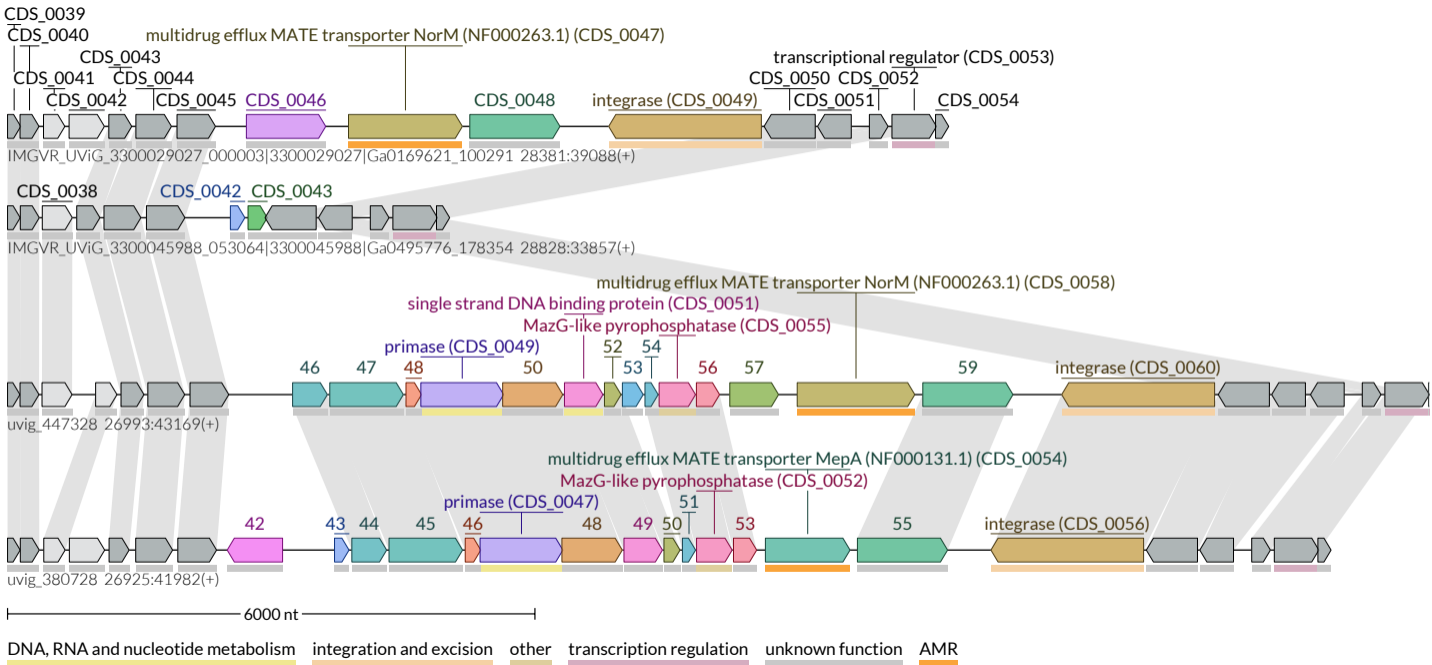 CDS_0039
CDS_0040
multidrug efflux MATE transporter NorM (NF000263.1) (CDS_0047)
CDS_0043
transcriptional regulator (CDS_0053)
CDS_0041
CDS_0044
CDS_0050
CDS_0052
CDS_0042
CDS_0045
CDS_0046
CDS_0048
integrase (CDS_0049)
CDS_0051
CDS_0054
IMGVR_UViG_3300029027_000003|3300029027|Ga0169621_100291 28381:39088(+)
CDS_0038
CDS_0042
CDS_0043
IMGVR_UViG_3300045988_053064|3300045988|Ga0495776_178354 28828:33857(+)
multidrug efflux MATE transporter NorM (NF000263.1) (CDS_0058)
single strand DNA binding protein (CDS_0051)
MazG-like pyrophosphatase (CDS_0055)
primase (CDS_0049)
52
54
46
47
48
50
53
56
57
59
integrase (CDS_0060)
uvig_447328 26993:43169(+)
multidrug efflux MATE transporter MepA (NF000131.1) (CDS_0054)
MazG-like pyrophosphatase (CDS_0052)
primase (CDS_0047)
51
42
43
44
45
46
48
49
50
53
55
integrase (CDS_0056)
uvig_380728 26925:41982(+)
6000 nt
DNA, RNA and nucleotide metabolism
integration and excision
other
transcription regulation
unknown function
AMR